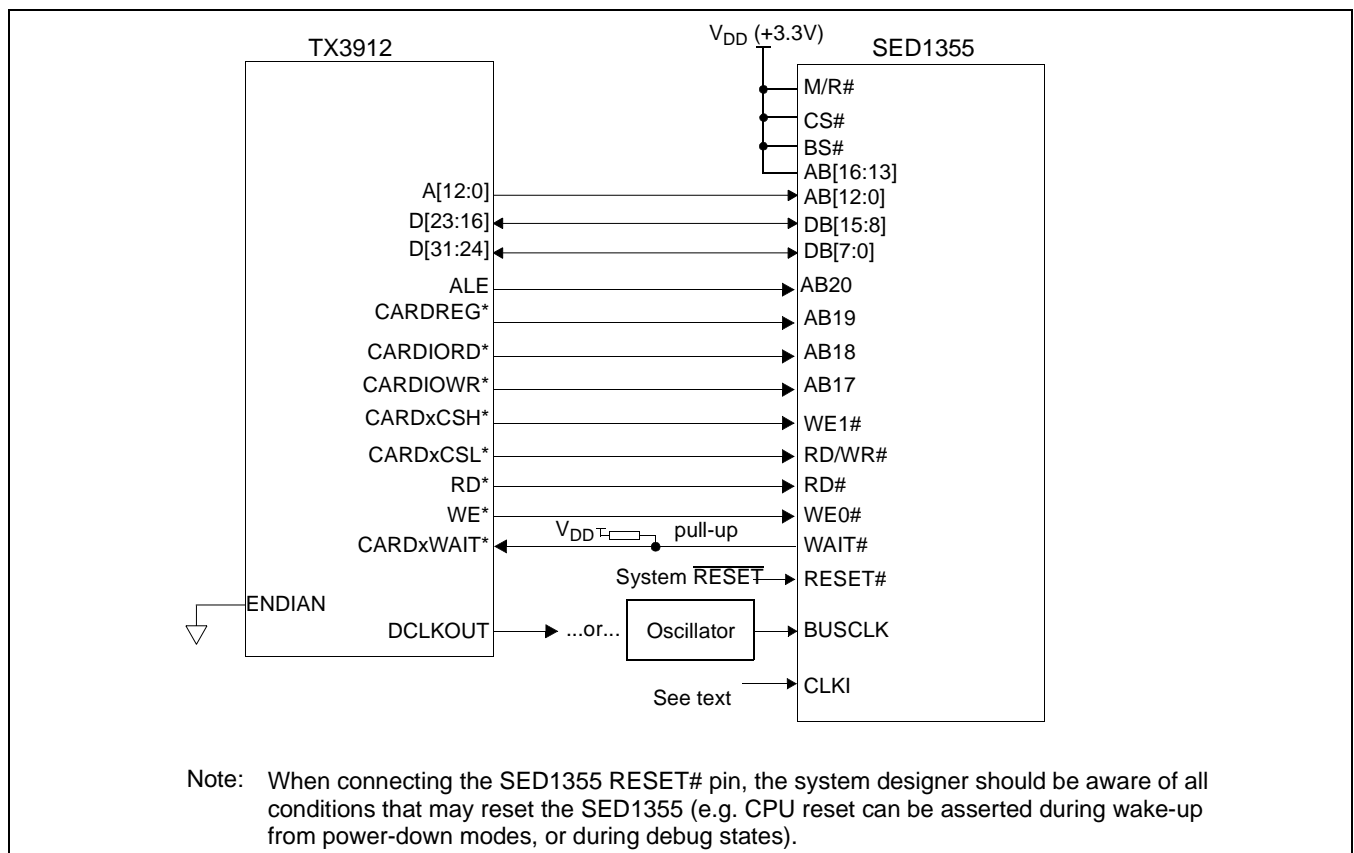 V_DD (+3.3V)
TX3912
SED1355
M/R#
CS#
BS#
AB[16:13]
A[12:0]
AB[12:0]
D[23:16]
DB[15:8]
D[31:24]
DB[7:0]
ALE
AB20
CARDREG*
AB19
CARDIORD*
AB18
CARDIOWR*
AB17
CARDxCSH*
WE1#
CARDxCSL*
RD/WR#
RD*
RD#
WE*
WE0#
V_DD
pull-up
CARDxWAIT*
WAIT#
System RESET
RESET#
ENDIAN
DCLKOUT
...or...
Oscillator
BUSCLK
See text
CLKI
Note: When connecting the SED1355 RESET# pin, the system designer should be aware of all
conditions that may reset the SED1355 (e.g. CPU reset can be asserted during wake-up
from power-down modes, or during debug states).